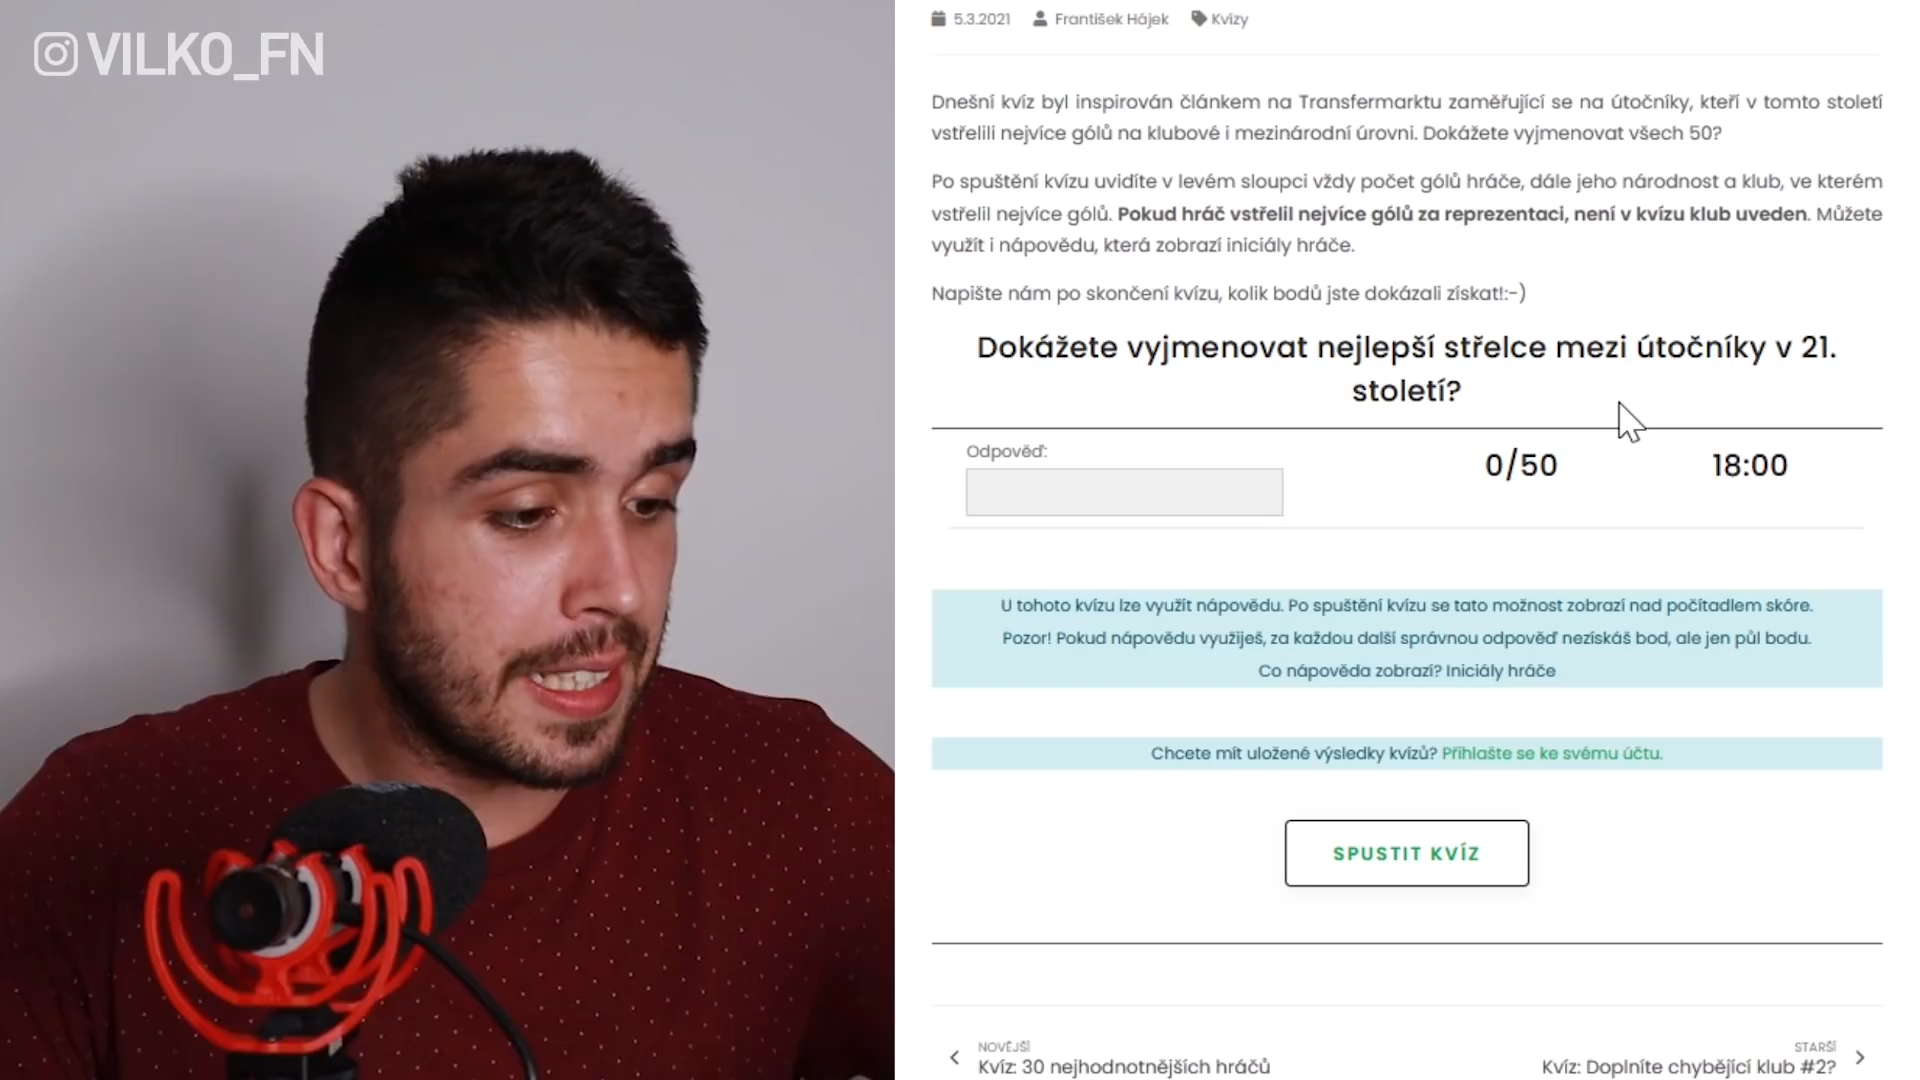 VILKO_FN
5.3.2021 František Hájek Kvízy
Dnešní kvíz byl inspirován článkem na Transfermarktu zaměřující se na útočníky, kteří v tomto století
vstřelili nejvíce gólů na klubové i mezinárodní úrovni. Dokážete vyjmenovat všech 50?
Po spuštění kvízu uvidíte v levém sloupci vždy počet gólů hráče, dále jeho národnost a klub, ve kterém
vstřelil nejvíce gólů. Pokud hráč vstřelil nejvíce gólů za reprezentaci, není v kvízu klub uveden. Můžete
využít i nápovědu, která zobrazí iniciály hráče.
Napište nám po skončení kvízu, kolik bodů jste dokázali získat!:-)
Dokážete vyjmenovat nejlepší střelce mezi útočníky v 21.
století?
Odpověď:
0/50 18:00
U tohoto kvízu lze využít nápovědu. Po spuštění kvízu se tato možnost zobrazí nad počítadlem skóre.
Pozor! Pokud nápovědu využiješ, za každou další správnou odpověď nezískáš bod, ale jen půl bodu.
Co nápověda zobrazí? Iniciály hráče
Chcete mít uložené výsledky kvízů? Přihlašte se ke svému účtu.
SPUSTIT KVÍZ
NOVĚJŠÍ
Kvíz: 30 nejhodnotnějších hráčů
STARŠÍ
Kvíz: Doplníte chybějící klub #2?